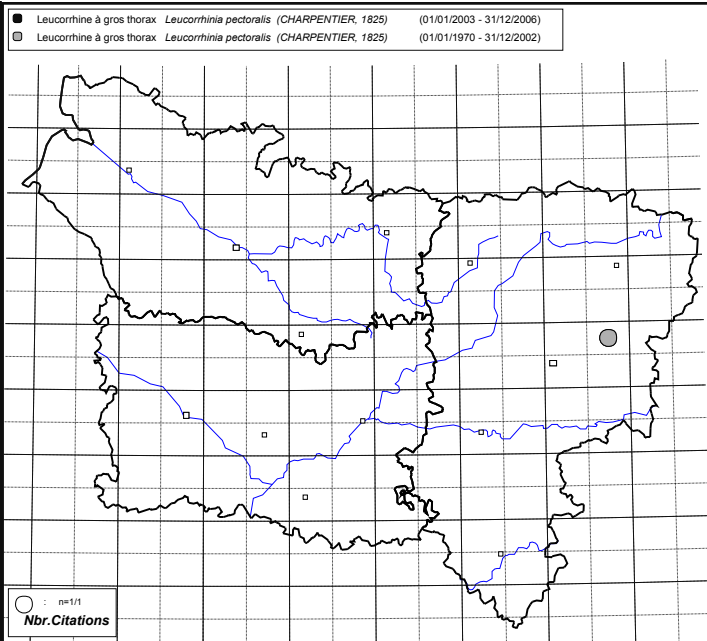 Leucorrhine à gros thorax Leucorrhinia pectoralis (CHARPENTIER, 1825) (01/01/2003 - 31/12/2006)
Leucorrhine à gros thorax Leucorrhinia pectoralis (CHARPENTIER, 1825) (01/01/1970 - 31/12/2002)
: n=1/1
Nbr.Citations